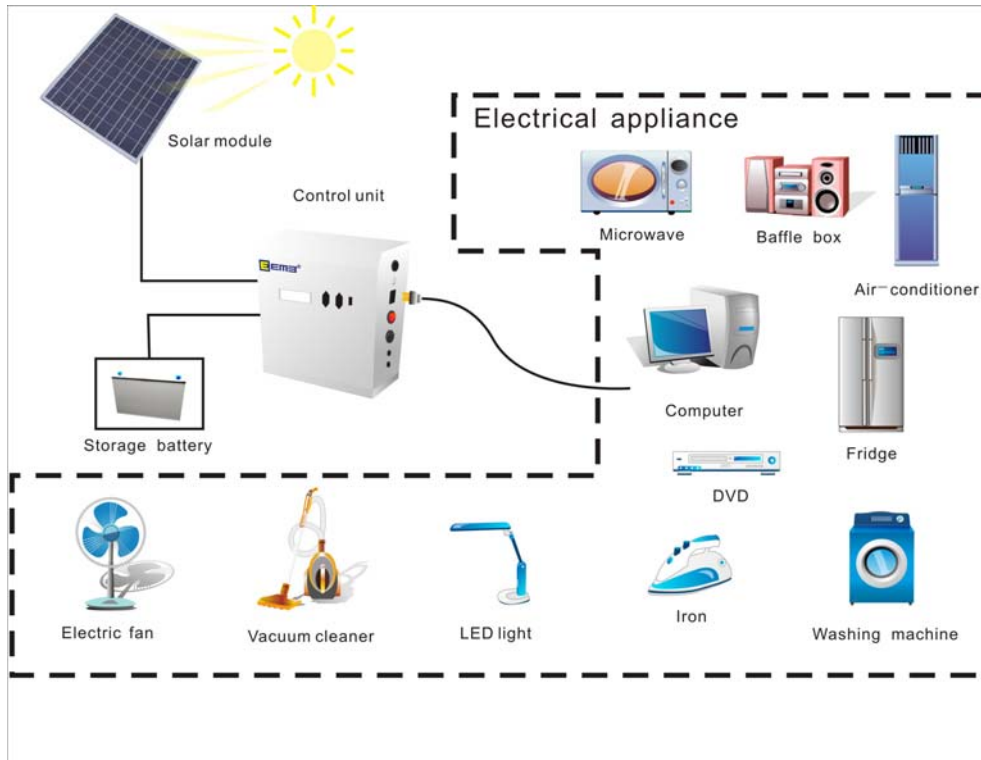 Solar module
Control unit
EEMB®
Storage battery
Electrical appliance
Microwave
Baffle box
Air-conditioner
Computer
Fridge
DVD
Electric fan
Vacuum cleaner
LED light
Iron
Washing machine